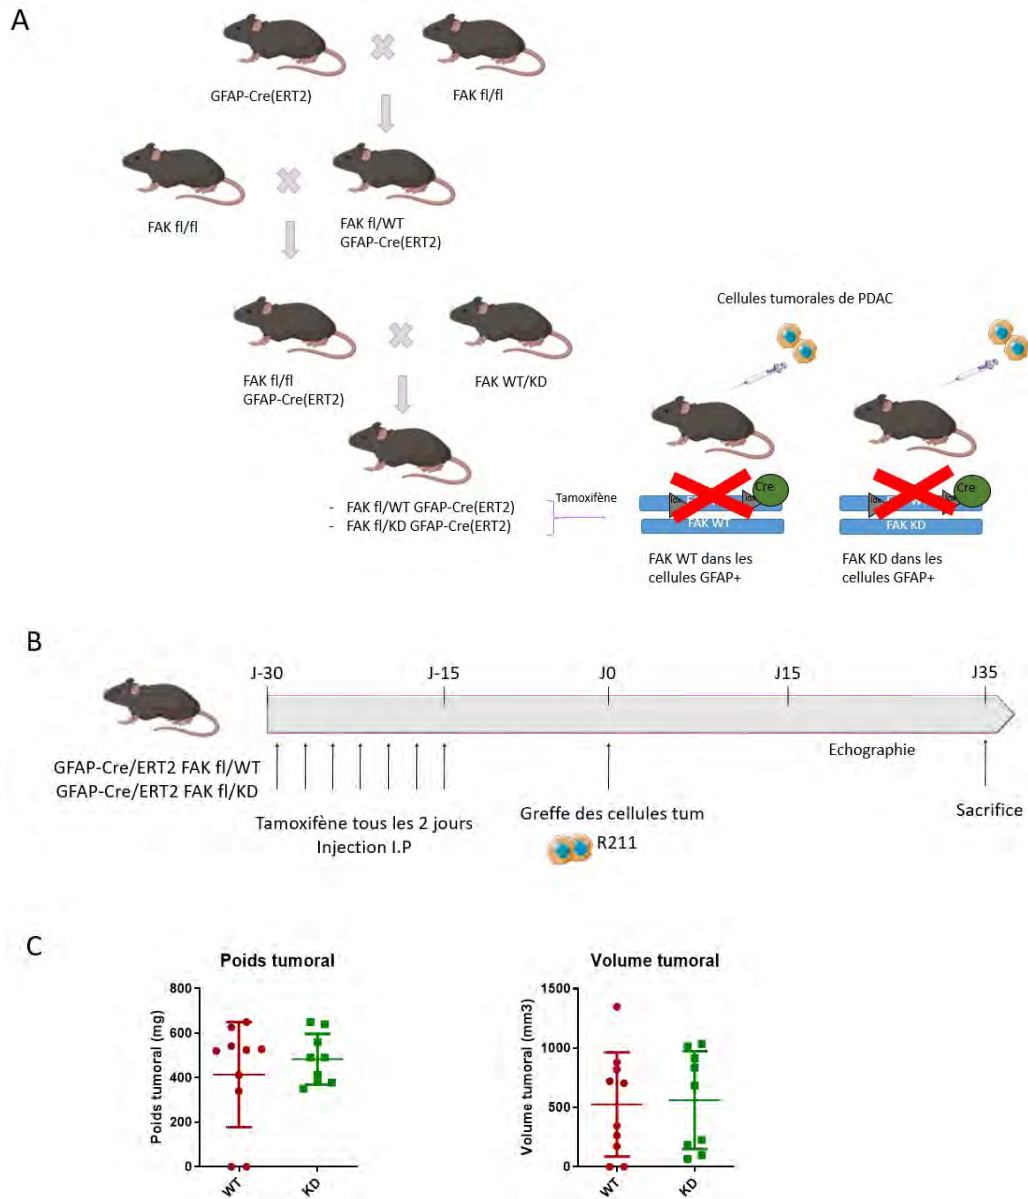 A
GFAP-Cre(ERT2)
FAK fl/fl
FAK fl/fl
FAK fl/WT
GFAP-Cre(ERT2)
FAK fl/fl
GFAP-Cre(ERT2)
FAK WT/KD
- FAK fl/WT GFAP-Cre(ERT2)
- FAK fl/KD GFAP-Cre(ERT2)
Tamoxifène
Cellules tumorales de PDAC
lox
lox
Cre
FAK WT
FAK WT dans les
cellules GFAP+
lox
lox
Cre
FAK KD
FAK KD dans les
cellules GFAP+
B
J-30
J-15
J0
J15
J35
GFAP-Cre/ERT2 FAK fl/WT
GFAP-Cre/ERT2 FAK fl/KD
Tamoxifène tous les 2 jours
Injection I.P
Greffe des cellules tum
R211
Echographie
Sacrifice
C
Poids tumoral
Poids tumoral (mg)
800
600
400
200
0
WT
KD
Volume tumoral
Volume tumoral (mm3)
1500
1000
500
0
WT
KD